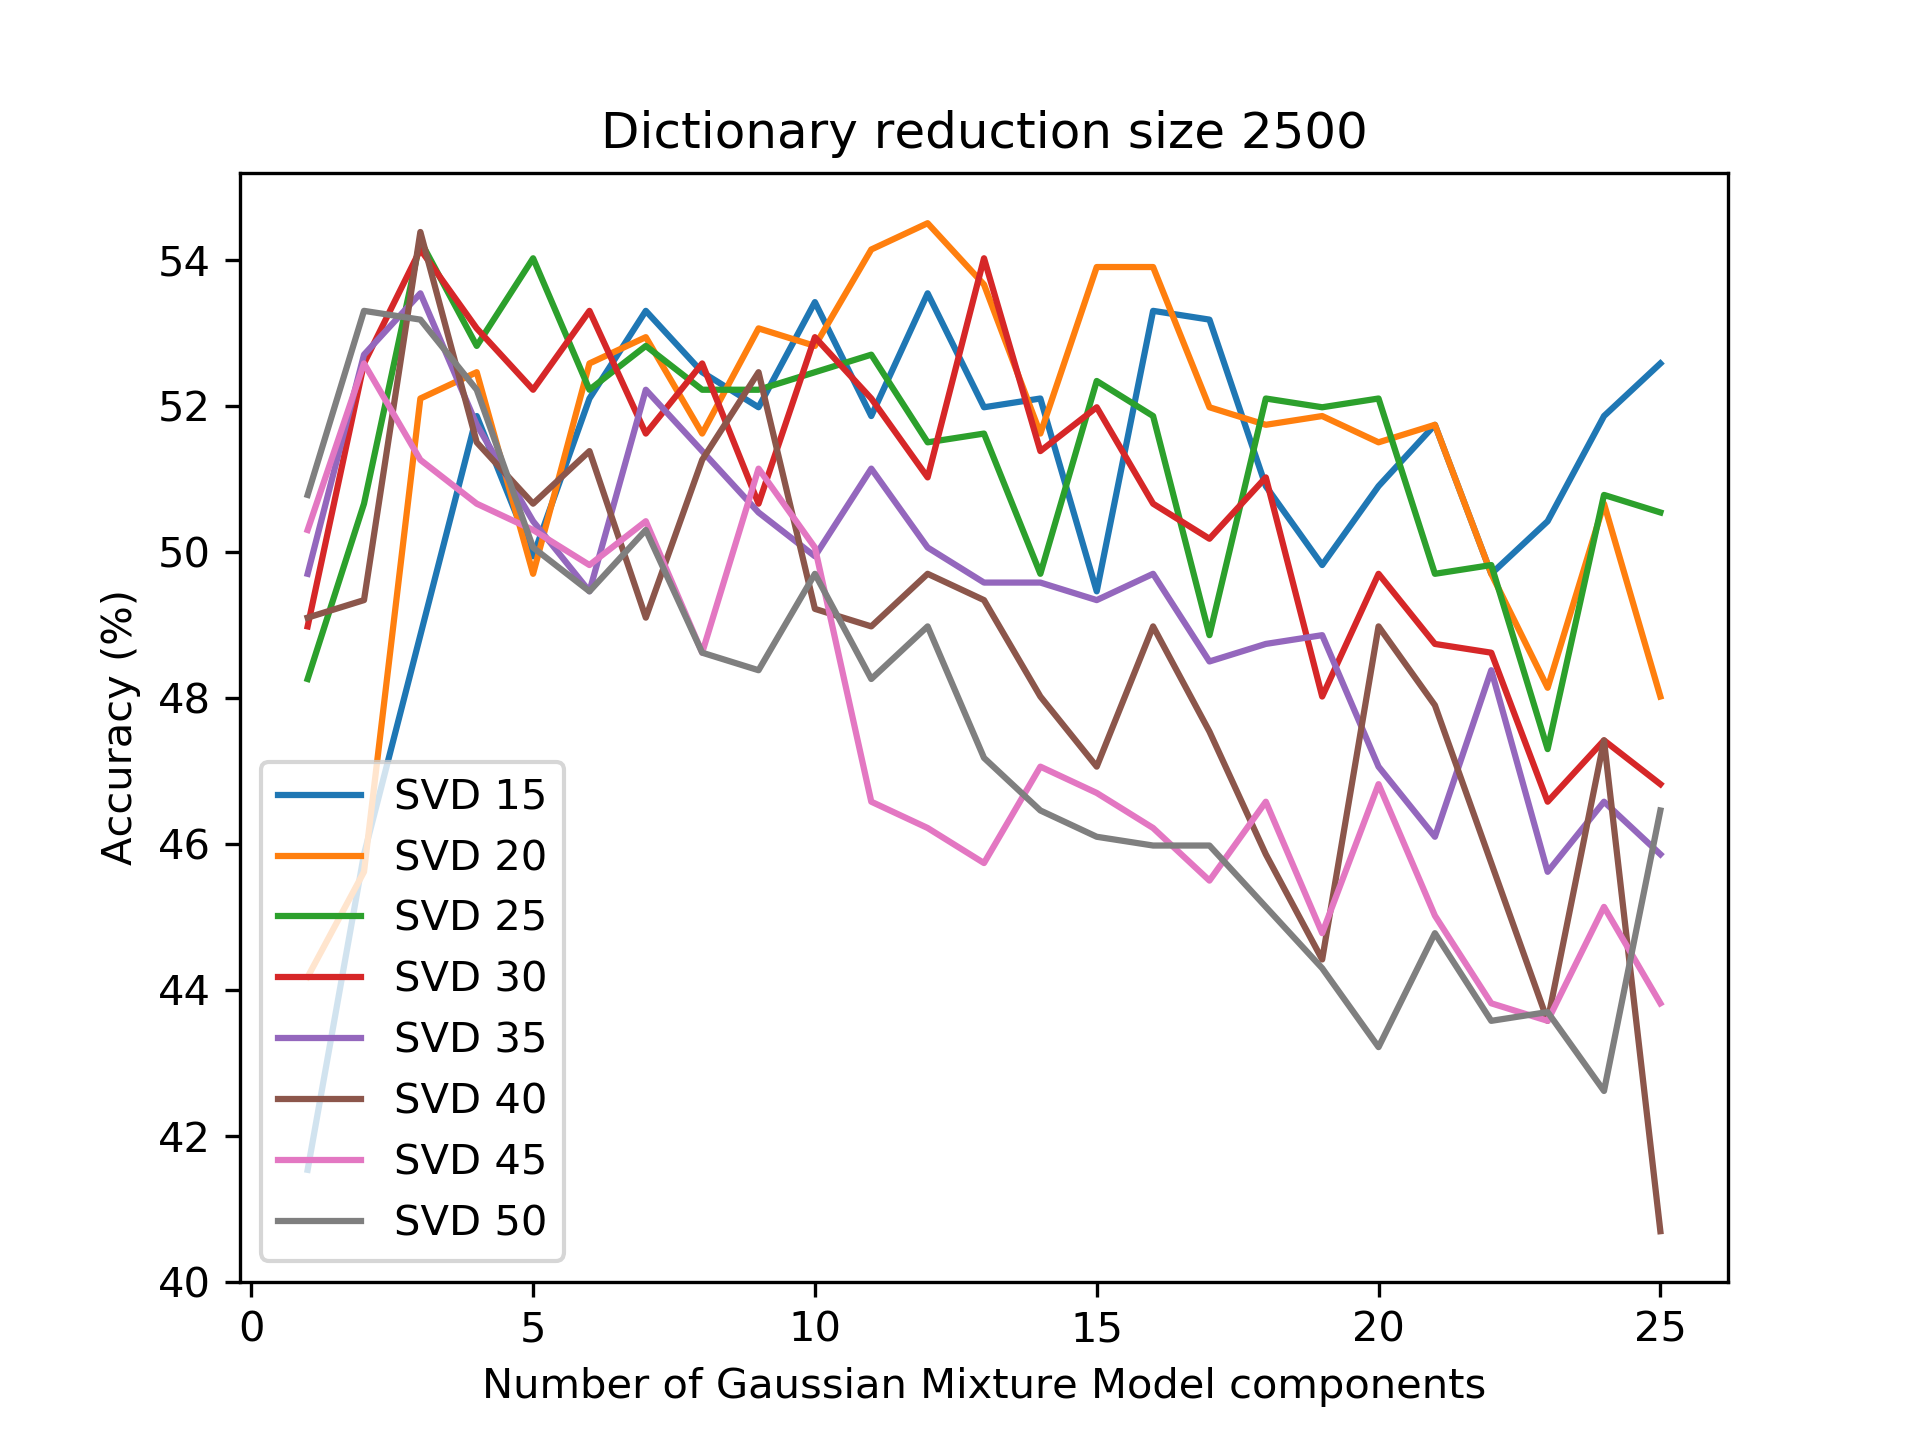 Dictionary reduction size 2500
Accuracy (%)
54
52
50
48
46
44
42
40
SVD 15
SVD 20
SVD 25
SVD 30
SVD 35
SVD 40
SVD 45
SVD 50
0 5 10 15 20 25
Number of Gaussian Mixture Model components